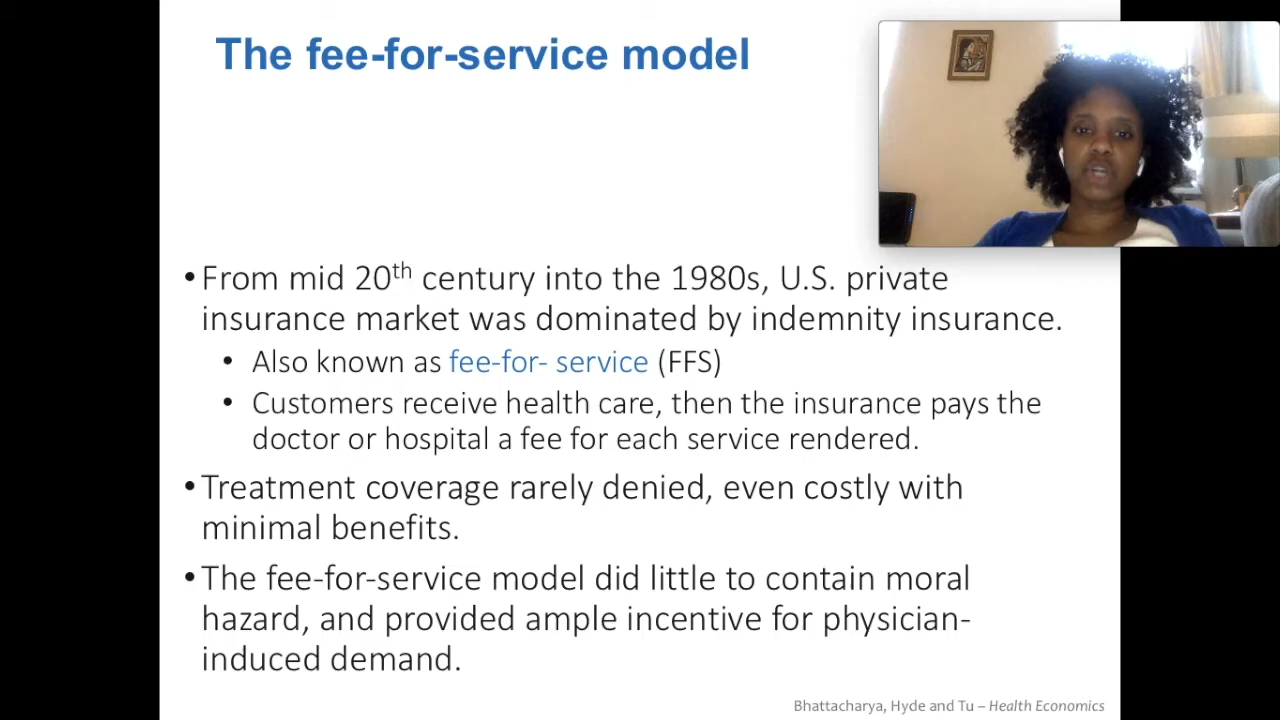 The fee-for-service model
•From mid 20th century into the 1980s, U.S. private
insurance market was dominated by indemnity insurance.
• Also known as fee-for- service (FFS)
• Customers receive health care, then the insurance pays the
doctor or hospital a fee for each service rendered.
•Treatment coverage rarely denied, even costly with
minimal benefits.
•The fee-for-service model did little to contain moral
hazard, and provided ample incentive for physician-
induced demand.
Bhattacharya, Hyde and Tu – Health Economics